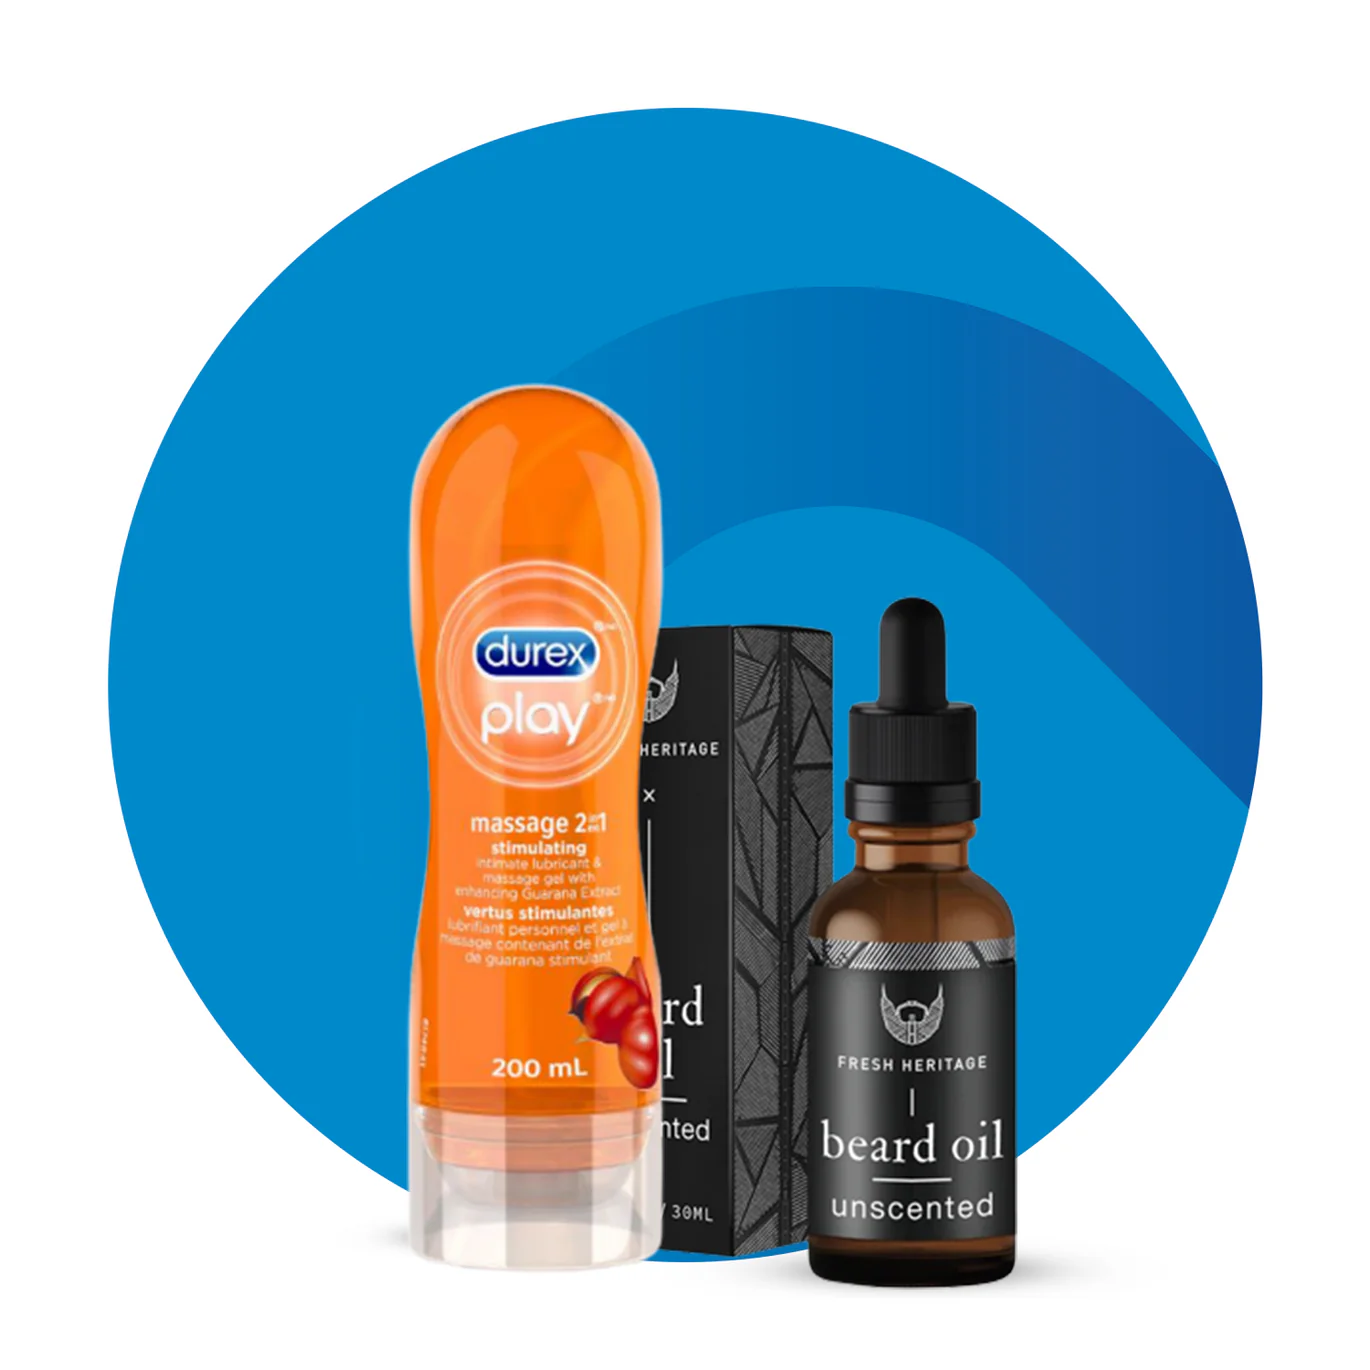 durex
play
massage 2in1
stimulating
intimate lubricant &
massage gel with
enhancing Guarana Extract
vertus stimulantes
lubrifiant personnel et gel à
massage contenant de l'extrait
de guarana stimulant
200 mL
HERITAGE
x
rd
l
nted
/ 30ML
FRESH HERITAGE
beard oil
unscented